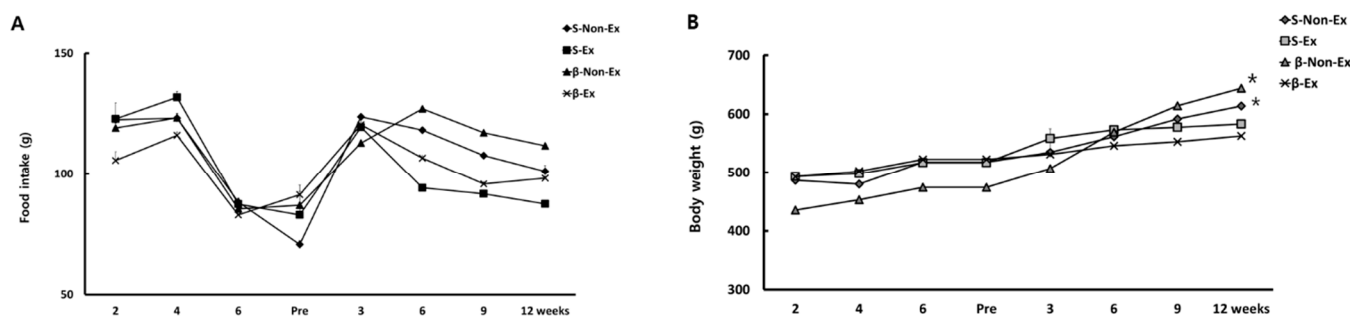 A
Food intake (g)
150
100
50
2 4 6 Pre 3 6 9 12 weeks
S-Non-Ex
S-Ex
β-Non-Ex
β-Ex
B
Body weight (g)
700
600
500
400
300
2 4 6 Pre 3 6 9 12 weeks
S-Non-Ex
S-Ex
β-Non-Ex
β-Ex
*
*